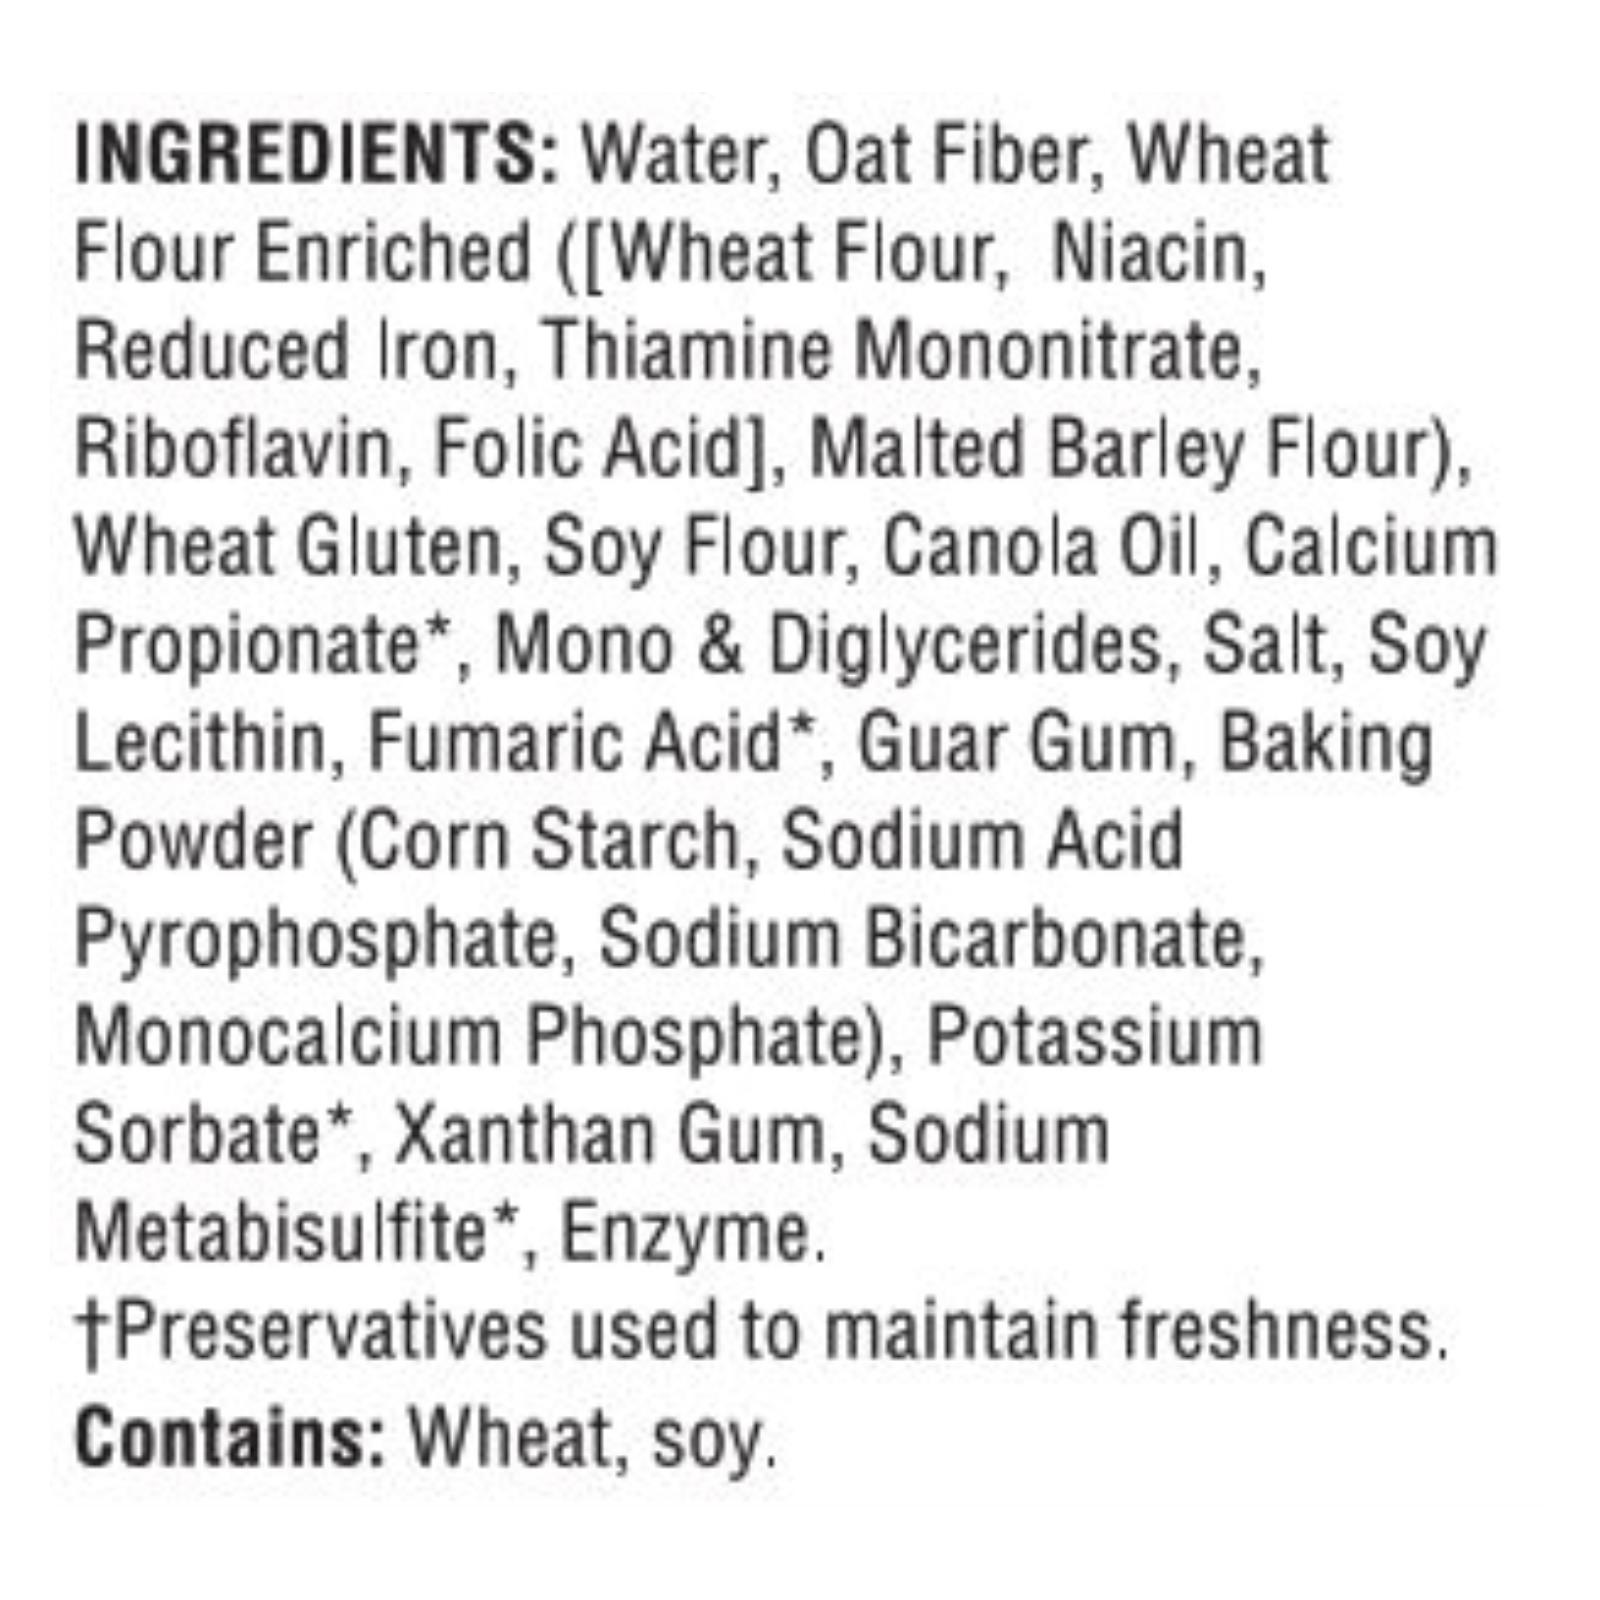 INGREDIENTS: Water, Oat Fiber, Wheat
Flour Enriched ([Wheat Flour,  Niacin,
Reduced Iron, Thiamine Mononitrate,
Riboflavin, Folic Acid], Malted Barley Flour),
Wheat Gluten, Soy Flour, Canola Oil, Calcium
Propionate*, Mono & Diglycerides, Salt, Soy
Lecithin, Fumaric Acid*, Guar Gum, Baking
Powder (Corn Starch, Sodium Acid
Pyrophosphate, Sodium Bicarbonate,
Monocalcium Phosphate), Potassium
Sorbate*, Xanthan Gum, Sodium
Metabisulfite*, Enzyme.
†Preservatives used to maintain freshness.
Contains: Wheat, soy.